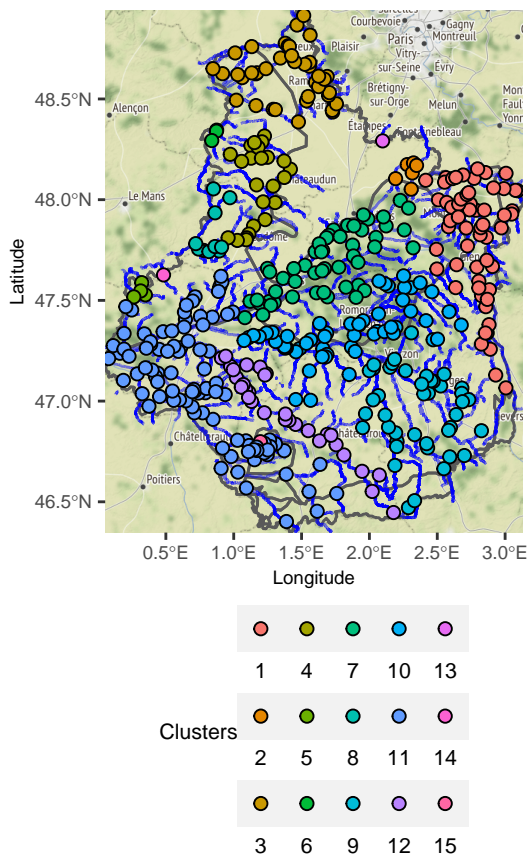 Courbevoie
Gagny
Paris
Montreuil
Plaisir
Vitry-
sur-Seine
Évry
Brétigny-
sur-Orge
Melun
Étampes
Fontainebleau
Alençon
Le Mans
Châtellerault
Poitiers
48.5°N
48.0°N
47.5°N
47.0°N
46.5°N
Latitude
0.5°E 1.0°E 1.5°E 2.0°E 2.5°E 3.0°E
Longitude
Clusters
1 4 7 10 13
2 5 8 11 14
3 6 9 12 15